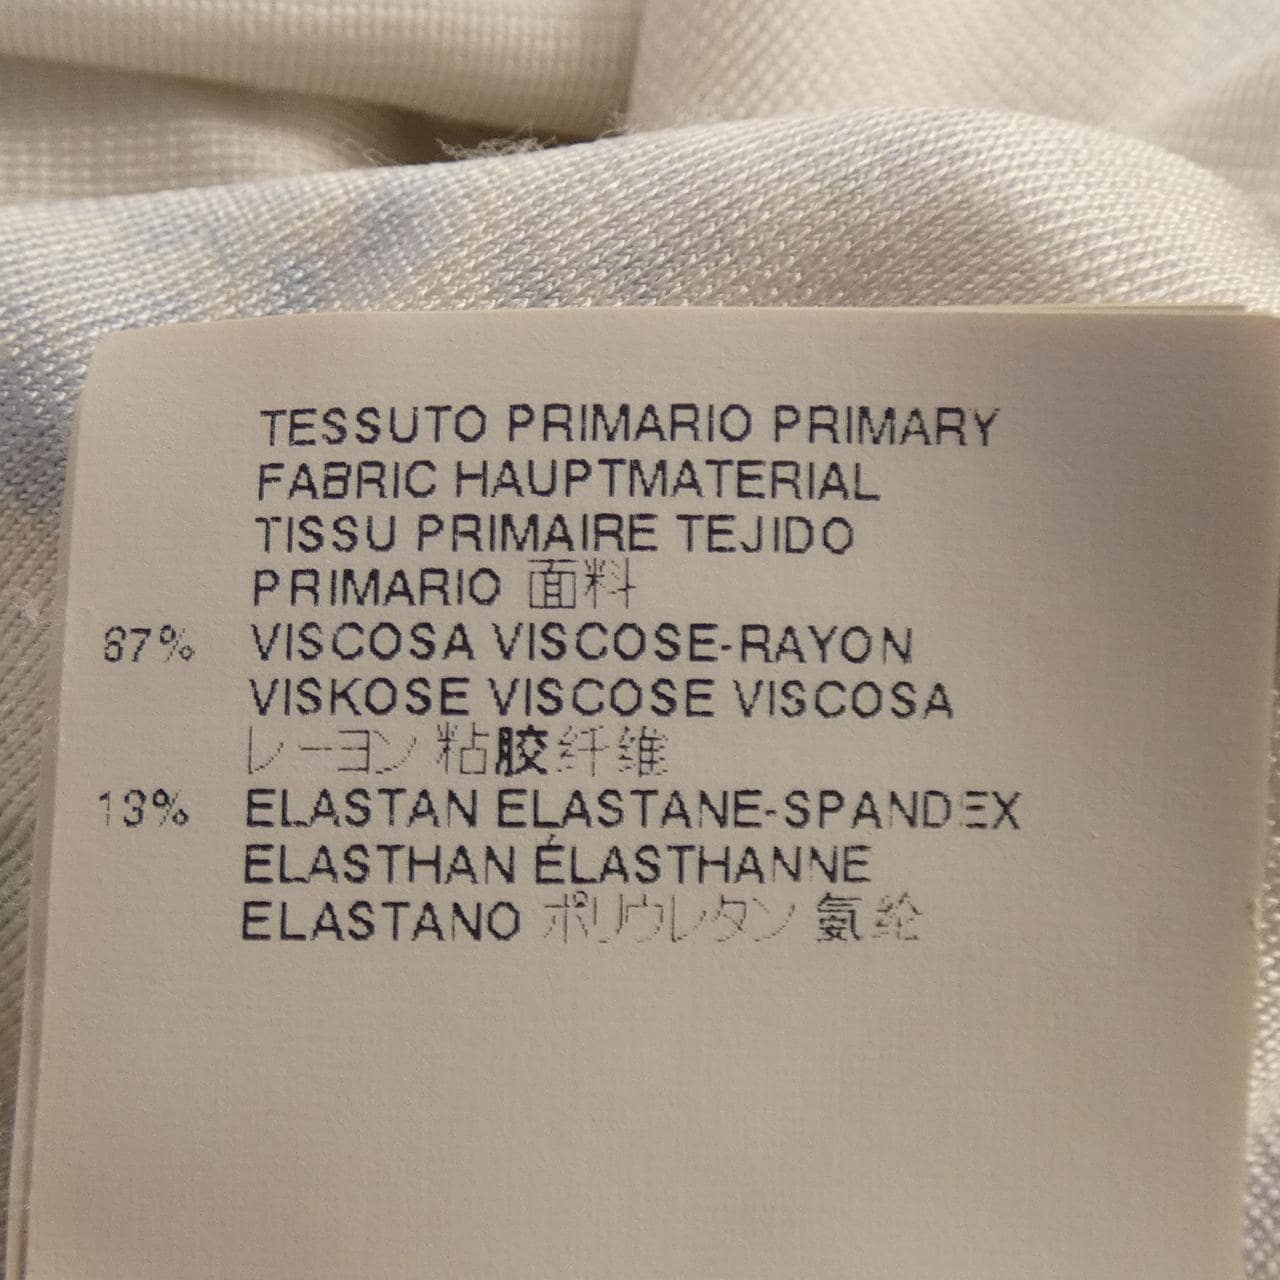 TESSUTO PRIMARIO PRIMARY
FABRIC HAUPTMATERIAL
TISSU PRIMAIRE TEJIDO
PRIMARIO 面料
87% VISCOSA VISCOSE-RAYON
VISKOSE VISCOSE VISCOSA
レーヨン 粘胶纤维
13% ELASTAN ELASTANE-SPANDEX
ELASTHAN ÉLASTHANNE
ELASTANO ポリウレタン 氨纶